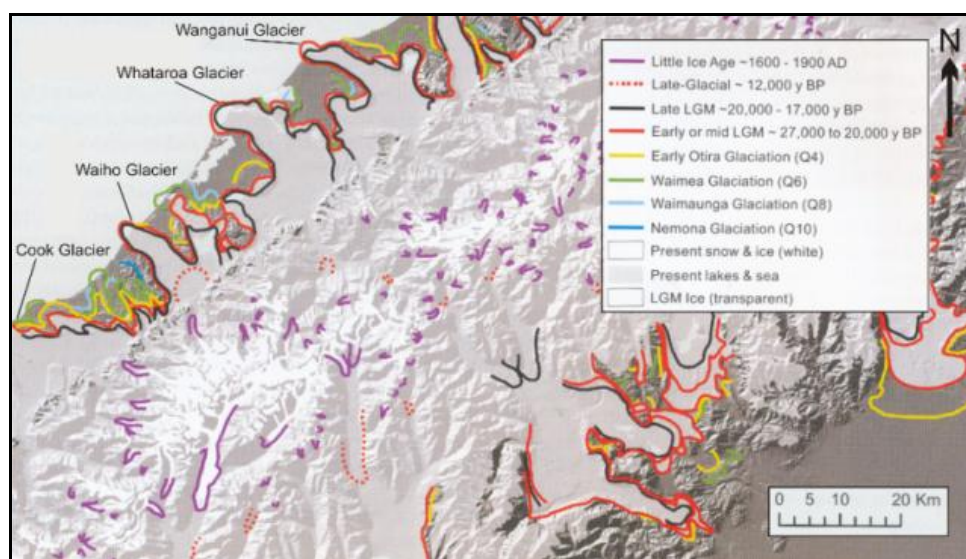 Wanganui Glacier
Whataroa Glacier
Waiho Glacier
Cook Glacier
N
Little Ice Age ~1600 - 1900 AD
Late-Glacial ~ 12,000 y BP
Late LGM ~20,000 - 17,000 y BP
Early or mid LGM ~ 27,000 to 20,000 y BP
Early Otira Glaciation (Q4)
Waimea Glaciation (Q6)
Waimaunga Glaciation (Q8)
Nemona Glaciation (Q10)
Present snow & ice (white)
Present lakes & sea
LGM Ice (transparent)
0 5 10 20 Km